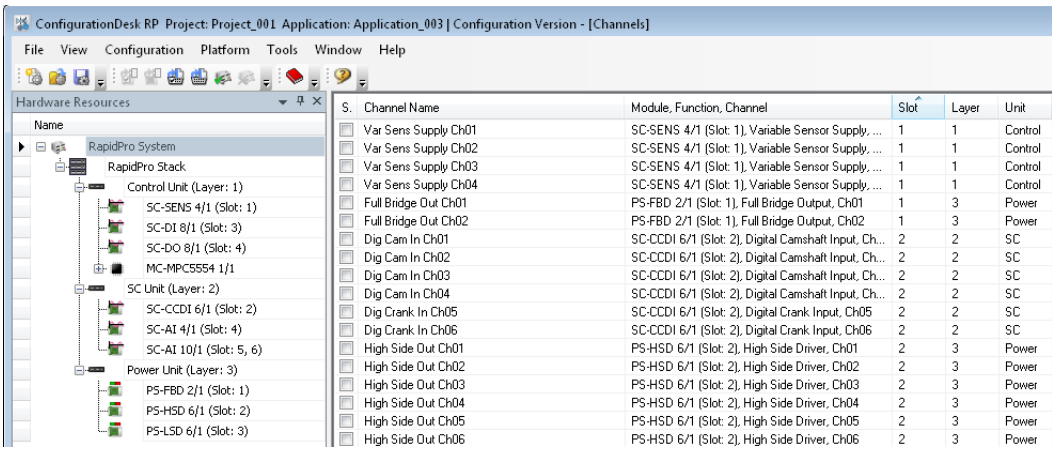 ConfigurationDesk RP Project: Project_001 Application: Application_003 | Configuration Version - [Channels]
File View Configuration Platform Tools Window Help
Hardware Resources
Name
RapidPro System
RapidPro Stack
Control Unit (Layer: 1)
SC-SENS 4/1 (Slot: 1)
SC-DI 8/1 (Slot: 3)
SC-DO 8/1 (Slot: 4)
MC-MPC5554 1/1
SC Unit (Layer: 2)
SC-CCDI 6/1 (Slot: 2)
SC-AI 4/1 (Slot: 4)
SC-AI 10/1 (Slot: 5, 6)
Power Unit (Layer: 3)
PS-FBD 2/1 (Slot: 1)
PS-HSD 6/1 (Slot: 2)
PS-LSD 6/1 (Slot: 3)
S. Channel Name Module, Function, Channel Slot Layer Unit
Var Sens Supply Ch01 SC-SENS 4/1 (Slot: 1), Variable Sensor Supply, ... 1 1 Control
Var Sens Supply Ch02 SC-SENS 4/1 (Slot: 1), Variable Sensor Supply, ... 1 1 Control
Var Sens Supply Ch03 SC-SENS 4/1 (Slot: 1), Variable Sensor Supply, ... 1 1 Control
Var Sens Supply Ch04 SC-SENS 4/1 (Slot: 1), Variable Sensor Supply, ... 1 1 Control
Full Bridge Out Ch01 PS-FBD 2/1 (Slot: 1), Full Bridge Output, Ch01 1 3 Power
Full Bridge Out Ch02 PS-FBD 2/1 (Slot: 1), Full Bridge Output, Ch02 1 3 Power
Dig Cam In Ch01 SC-CCDI 6/1 (Slot: 2), Digital Camshaft Input, Ch... 2 2 SC
Dig Cam In Ch02 SC-CCDI 6/1 (Slot: 2), Digital Camshaft Input, Ch... 2 2 SC
Dig Cam In Ch03 SC-CCDI 6/1 (Slot: 2), Digital Camshaft Input, Ch... 2 2 SC
Dig Cam In Ch04 SC-CCDI 6/1 (Slot: 2), Digital Camshaft Input, Ch... 2 2 SC
Dig Crank In Ch05 SC-CCDI 6/1 (Slot: 2), Digital Crank Input, Ch05 2 2 SC
Dig Crank In Ch06 SC-CCDI 6/1 (Slot: 2), Digital Crank Input, Ch06 2 2 SC
High Side Out Ch01 PS-HSD 6/1 (Slot: 2), High Side Driver, Ch01 2 3 Power
High Side Out Ch02 PS-HSD 6/1 (Slot: 2), High Side Driver, Ch02 2 3 Power
High Side Out Ch03 PS-HSD 6/1 (Slot: 2), High Side Driver, Ch03 2 3 Power
High Side Out Ch04 PS-HSD 6/1 (Slot: 2), High Side Driver, Ch04 2 3 Power
High Side Out Ch05 PS-HSD 6/1 (Slot: 2), High Side Driver, Ch05 2 3 Power
High Side Out Ch06 PS-HSD 6/1 (Slot: 2), High Side Driver, Ch06 2 3 Power